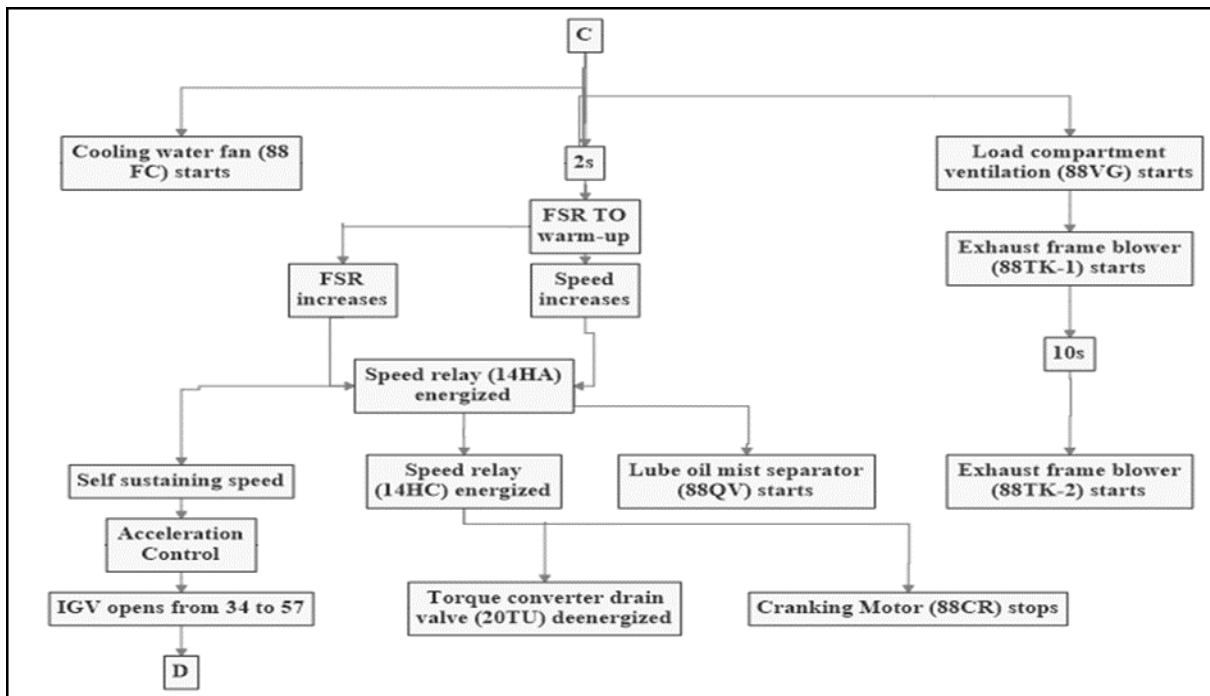 C
Cooling water fan (88
FC) starts
2s
Load compartment
ventilation (88VG) starts
FSR TO
warm-up
Exhaust frame blower
(88TK-1) starts
FSR
increases
Speed
increases
10s
Speed relay (14HA)
energized
Self sustaining speed
Speed relay
(14HC) energized
Lube oil mist separator
(88QV) starts
Exhaust frame blower
(88TK-2) starts
Acceleration
Control
IGV opens from 34 to 57
Torque converter drain
valve (20TU) deenergized
Cranking Motor (88CR) stops
D